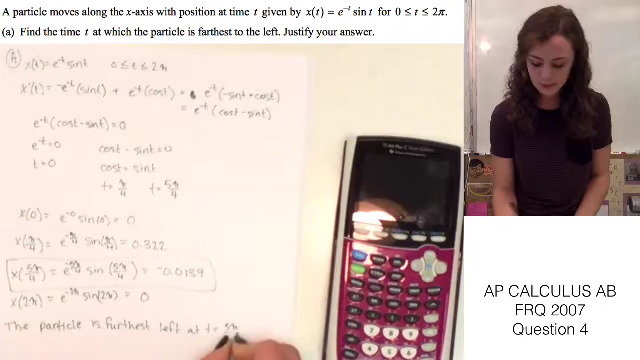 A particle moves along the x-axis with position at time t given by x(t) = e⁻ᵗ sin t for 0 ≤ t ≤ 2π.
(a) Find the time t at which the particle is farthest to the left. Justify your answer.
x(t) = e⁻ᵗ sin t 0 ≤ t ≤ 2π
x'(t) = -e⁻ᵗ(sin t) + e⁻ᵗ(cos t) = e⁻ᵗ(-sin t + cos t)
= e⁻ᵗ(cos t - sin t)
e⁻ᵗ(cos t - sin t) = 0
e⁻ᵗ = 0 cos t - sin t = 0
t = 0 cos t = sin t
t = π/4 t = 5π/4
x(0) = e⁻⁰ sin(0) = 0
x(π/4) = e^(-π/4) sin(π/4) = 0.322
x(5π/4) = e^(-5π/4) sin(5π/4) = -0.0139
x(2π) = e^(-2π) sin(2π) = 0
The particle is furthest left at t = 5π
AP CALCULUS AB
FRQ 2007
Question 4